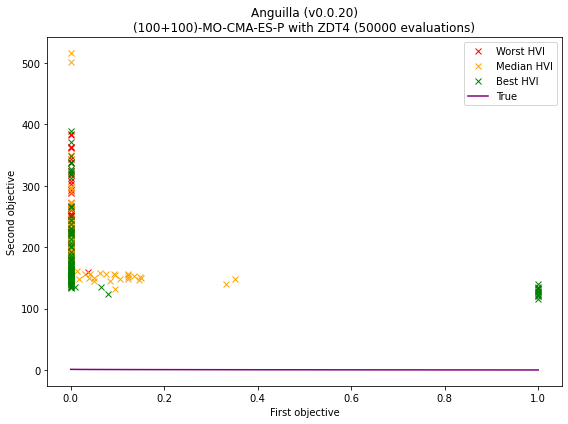 Anguilla (v0.0.20)
(100+100)-MO-CMA-ES-P with ZDT4 (50000 evaluations)
Worst HVI
Median HVI
Best HVI
True
500
400
300
200
100
0
Second objective
0.0 0.2 0.4 0.6 0.8 1.0
First objective